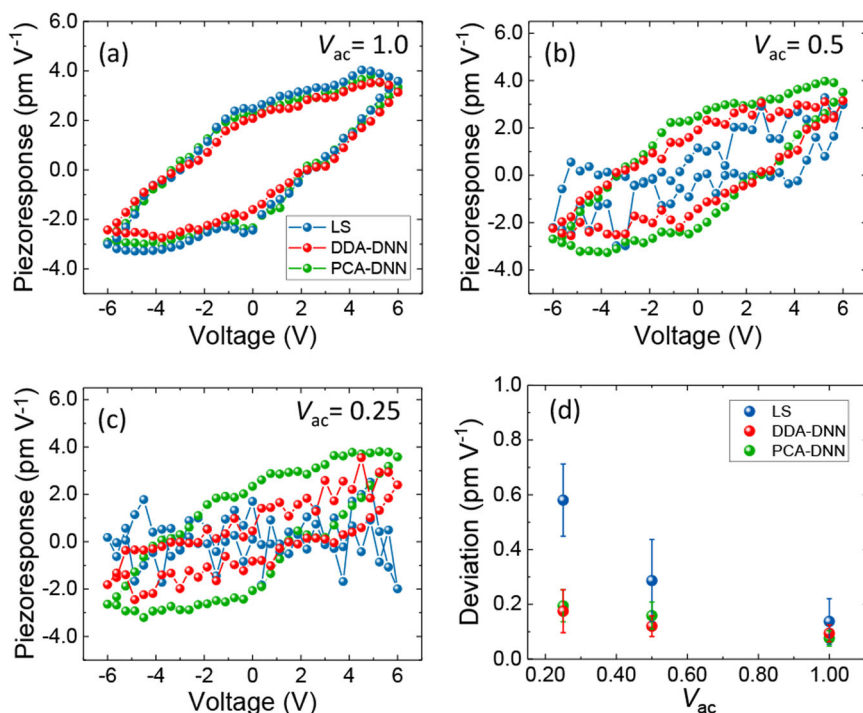 (a)
V_ac = 1.0
6.0
4.0
2.0
0.0
-2.0
-4.0
Piezoresponse (pm V⁻¹)
LS
DDA-DNN
PCA-DNN
-6 -4 -2 0 2 4 6
Voltage (V)
(b)
V_ac = 0.5
6.0
4.0
2.0
0.0
-2.0
-4.0
Piezoresponse (pm V⁻¹)
-6 -4 -2 0 2 4 6
Voltage (V)
(c)
V_ac = 0.25
6.0
4.0
2.0
0.0
-2.0
-4.0
Piezoresponse (pm V⁻¹)
-6 -4 -2 0 2 4 6
Voltage (V)
(d)
LS
DDA-DNN
PCA-DNN
1.0
0.8
0.6
0.4
0.2
0.0
Deviation (pm V⁻¹)
0.20 0.40 0.60 0.80 1.00
V_ac